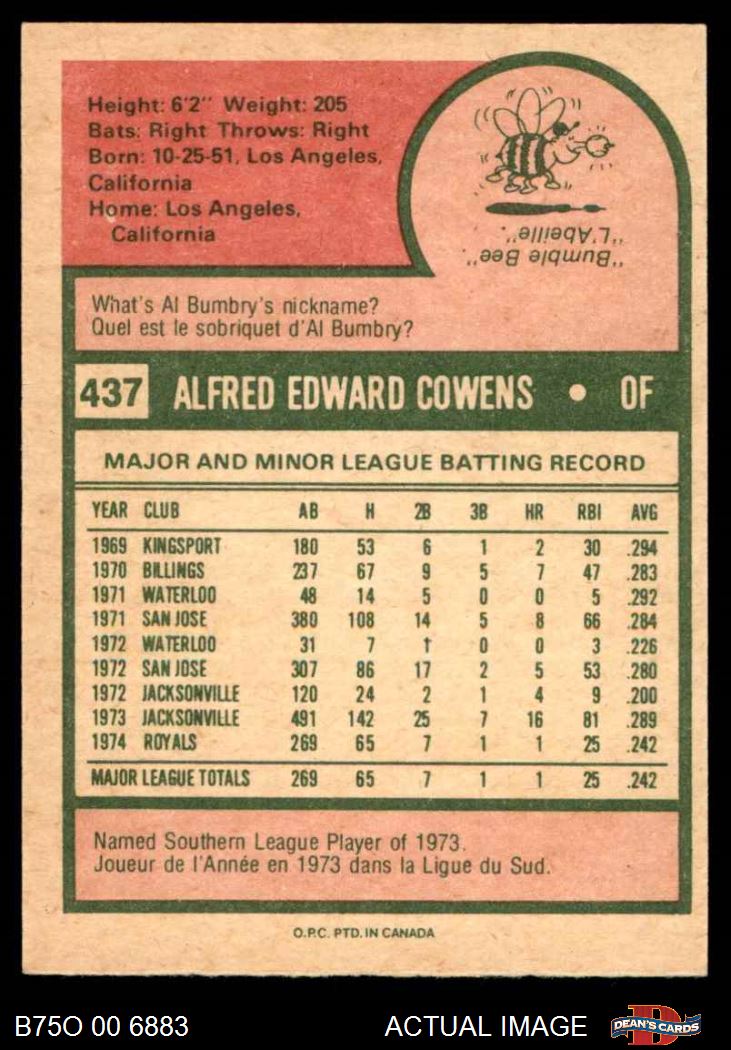 Height: 6'2" Weight: 205
Bats: Right Throws: Right
Born: 10-25-51, Los Angeles,
California
Home: Los Angeles,
California
"Bumble Bee".
"L'Abeille".
What's Al Bumbry's nickname?
Quel est le sobriquet d'Al Bumbry?
437 ALFRED EDWARD COWENS • OF
MAJOR AND MINOR LEAGUE BATTING RECORD
YEAR CLUB AB H 2B 3B HR RBI AVG
1969 KINGSPORT 180 53 6 1 2 30 .294
1970 BILLINGS 237 67 9 5 7 47 .283
1971 WATERLOO 48 14 5 0 0 5 .292
1971 SAN JOSE 380 108 14 5 8 66 .284
1972 WATERLOO 31 7 1 0 0 3 .226
1972 SAN JOSE 307 86 17 2 5 53 .280
1972 JACKSONVILLE 120 24 2 1 4 9 .200
1973 JACKSONVILLE 491 142 25 7 16 81 .289
1974 ROYALS 269 65 7 1 1 25 .242
MAJOR LEAGUE TOTALS 269 65 7 1 1 25 .242
Named Southern League Player of 1973.
Joueur de l'Année en 1973 dans la Ligue du Sud.
O.P.C. PTD. IN CANADA
B75O 00 6883 ACTUAL IMAGE D DEAN'S CARDS